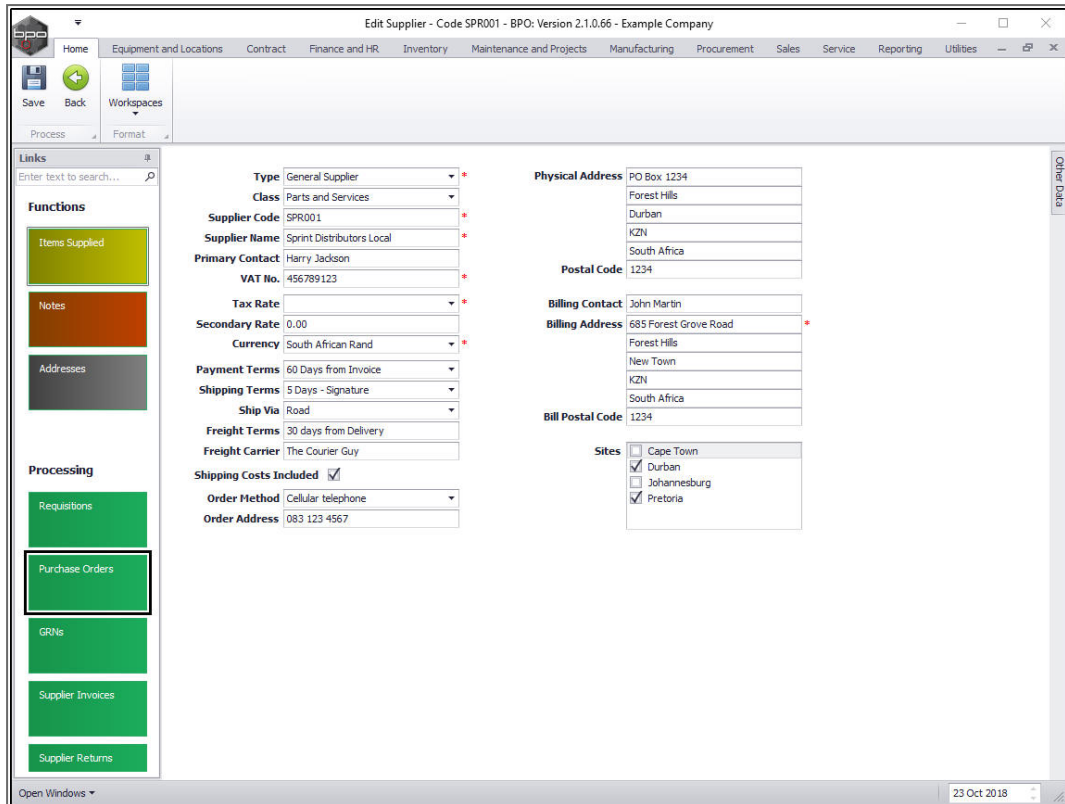 Edit Supplier - Code SPR001 - BPO: Version 2.1.0.66 - Example Company
bpo
Home Equipment and Locations Contract Finance and HR Inventory Maintenance and Projects Manufacturing Procurement Sales Service Reporting Utilities
Save Back Workspaces
Process Format
Links
Enter text to search...
Functions
Items Supplied
Notes
Addresses
Processing
Requisitions
Purchase Orders
GRNs
Supplier Invoices
Supplier Returns
Type General Supplier *
Class Parts and Services
Supplier Code SPR001 *
Supplier Name Sprint Distributors Local *
Primary Contact Harry Jackson
VAT No. 456789123 *
Tax Rate *
Secondary Rate 0.00
Currency South African Rand *
Payment Terms 60 Days from Invoice
Shipping Terms 5 Days - Signature
Ship Via Road
Freight Terms 30 days from Delivery
Freight Carrier The Courier Guy
Shipping Costs Included
Order Method Cellular telephone
Order Address 083 123 4567
Physical Address PO Box 1234
Forest Hills
Durban
KZN
South Africa
Postal Code 1234
Billing Contact John Martin
Billing Address 685 Forest Grove Road *
Forest Hills
New Town
KZN
South Africa
Bill Postal Code 1234
Sites Cape Town
Durban
Johannesburg
Pretoria
Other Data
Open Windows
23 Oct 2018